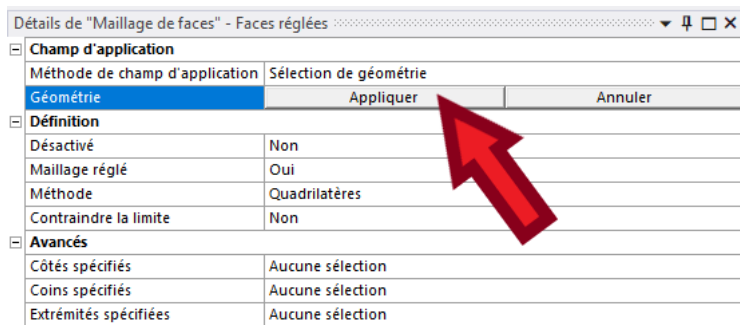 Détails de "Maillage de faces" - Faces réglées
Champ d'application
Méthode de champ d'application Sélection de géométrie
Géométrie Appliquer Annuler
Définition
Désactivé Non
Maillage réglé Oui
Méthode Quadrilatères
Contraindre la limite Non
Avancés
Côtés spécifiés Aucune sélection
Coins spécifiés Aucune sélection
Extrémités spécifiées Aucune sélection